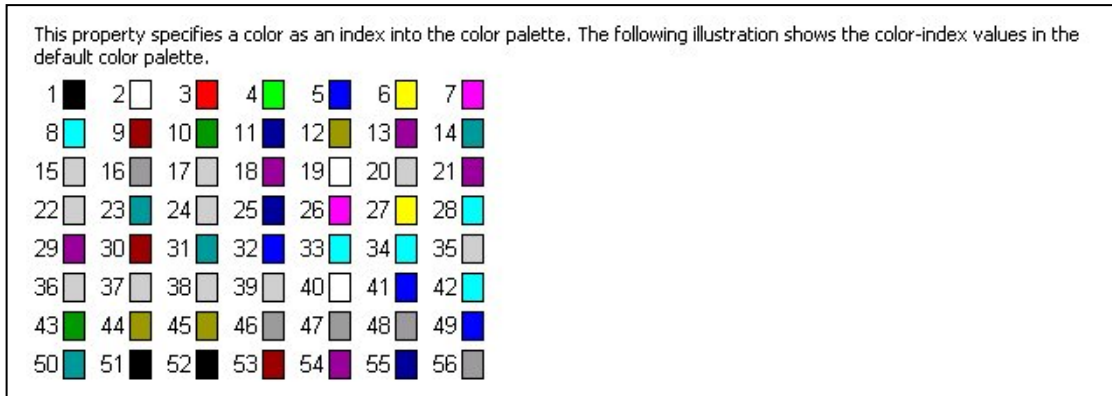 This property specifies a color as an index into the color palette. The following illustration shows the color-index values in the
default color palette.
1 2 3 4 5 6 7
8 9 10 11 12 13 14
15 16 17 18 19 20 21
22 23 24 25 26 27 28
29 30 31 32 33 34 35
36 37 38 39 40 41 42
43 44 45 46 47 48 49
50 51 52 53 54 55 56